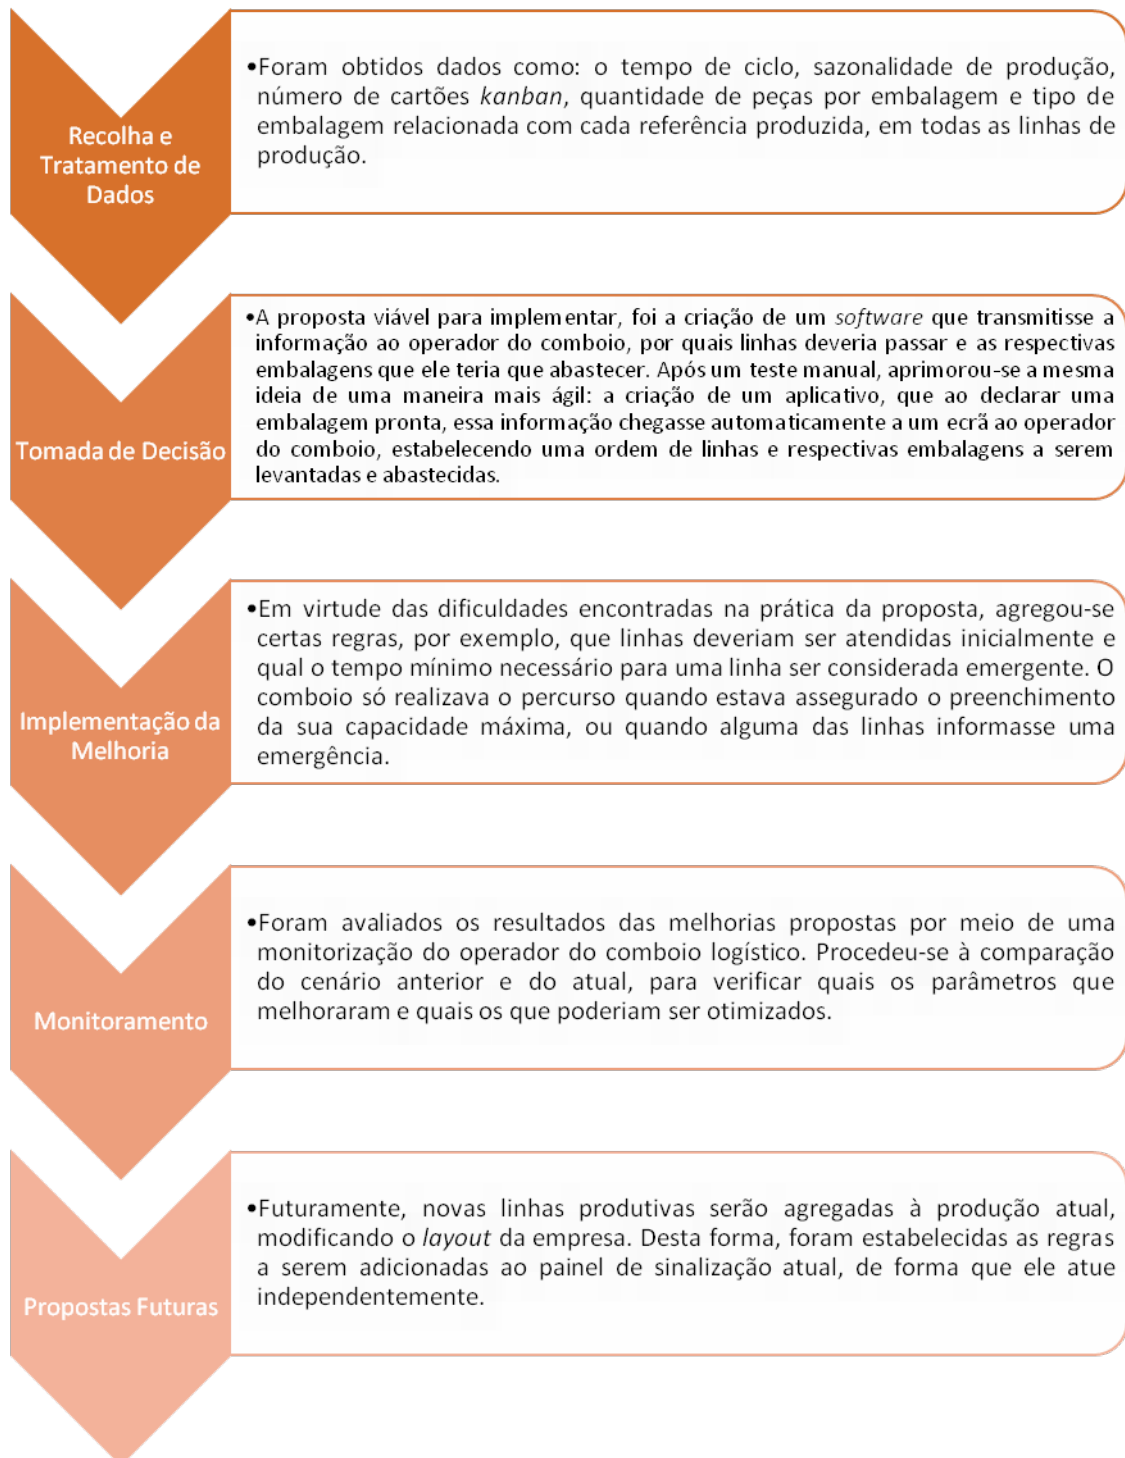 Recolha e
Tratamento de
Dados
•Foram obtidos dados como: o tempo de ciclo, sazonalidade de produção,
número de cartões kanban, quantidade de peças por embalagem e tipo de
embalagem relacionada com cada referência produzida, em todas as linhas de
produção.
Tomada de Decisão
•A proposta viável para implementar, foi a criação de um software que transmitisse a
informação ao operador do comboio, por quais linhas deveria passar e as respectivas
embalagens que ele teria que abastecer. Após um teste manual, aprimorou-se a mesma
ideia de uma maneira mais ágil: a criação de um aplicativo, que ao declarar uma
embalagem pronta, essa informação chegasse automaticamente a um ecrã ao operador
do comboio, estabelecendo uma ordem de linhas e respectivas embalagens a serem
levantadas e abastecidas.
Implementação da
Melhoria
•Em virtude das dificuldades encontradas na prática da proposta, agregou-se
certas regras, por exemplo, que linhas deveriam ser atendidas inicialmente e
qual o tempo mínimo necessário para uma linha ser considerada emergente. O
comboio só realizava o percurso quando estava assegurado o preenchimento
da sua capacidade máxima, ou quando alguma das linhas informasse uma
emergência.
Monitoramento
•Foram avaliados os resultados das melhorias propostas por meio de uma
monitorização do operador do comboio logístico. Procedeu-se à comparação
do cenário anterior e do atual, para verificar quais os parâmetros que
melhoraram e quais os que poderiam ser otimizados.
Propostas Futuras
•Futuramente, novas linhas produtivas serão agregadas à produção atual,
modificando o layout da empresa. Desta forma, foram estabelecidas as regras
a serem adicionadas ao painel de sinalização atual, de forma que ele atue
independentemente.